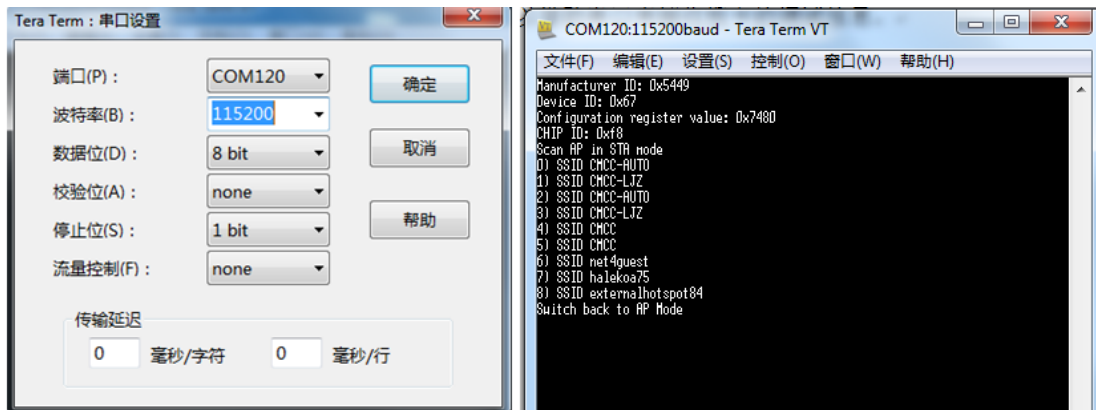 Tera Term：串口设置
端口(P)：
COM120
确定
波特率(B)：
115200
数据位(D)：
8 bit
取消
校验位(A)：
none
停止位(S)：
1 bit
帮助
流量控制(F)：
none
传输延迟
0 毫秒/字符 0 毫秒/行
COM120:115200baud - Tera Term VT
文件(F) 编辑(E) 设置(S) 控制(O) 窗口(W) 帮助(H)
Manufacturer ID: 0x5449
Device ID: 0x67
Configuration register value: 0x7480
CHIP ID: 0xf8
Scan AP in STA mode
0) SSID CMCC-AUTO
1) SSID CMCC-LJZ
2) SSID CMCC-AUTO
3) SSID CMCC-LJZ
4) SSID CMCC
5) SSID CMCC
6) SSID net4guest
7) SSID halekoa75
8) SSID externalhotspot84
Switch back to AP Mode